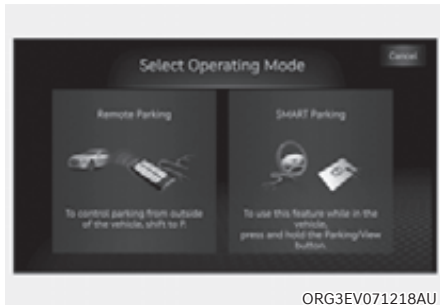 Select Operating Mode
Cancel
Remote Parking
To control parking from outside
of the vehicle, shift to P.
SMART Parking
To use this feature while in the
vehicle,
press and hold the Parking/View
button.
ORG3EV071218AU